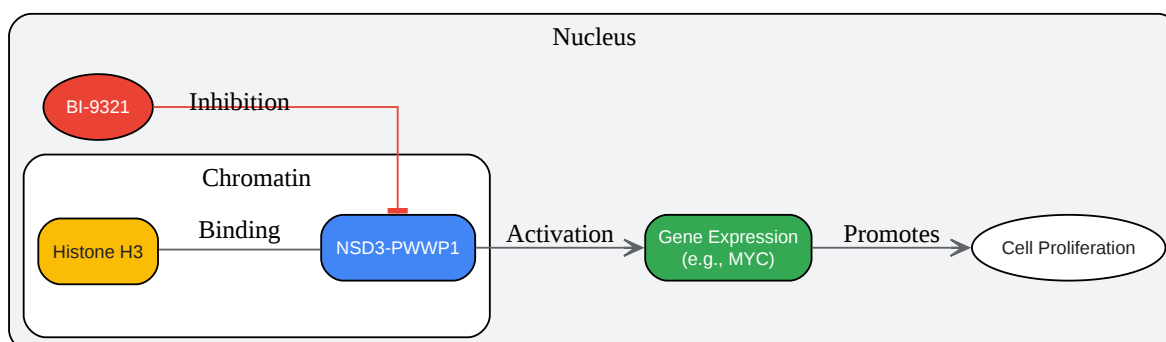 Nucleus
BI-9321
Inhibition
Chromatin
Histone H3
Binding
NSD3-PWWP1
Activation
Gene Expression
(e.g., MYC)
Promotes
Cell Proliferation